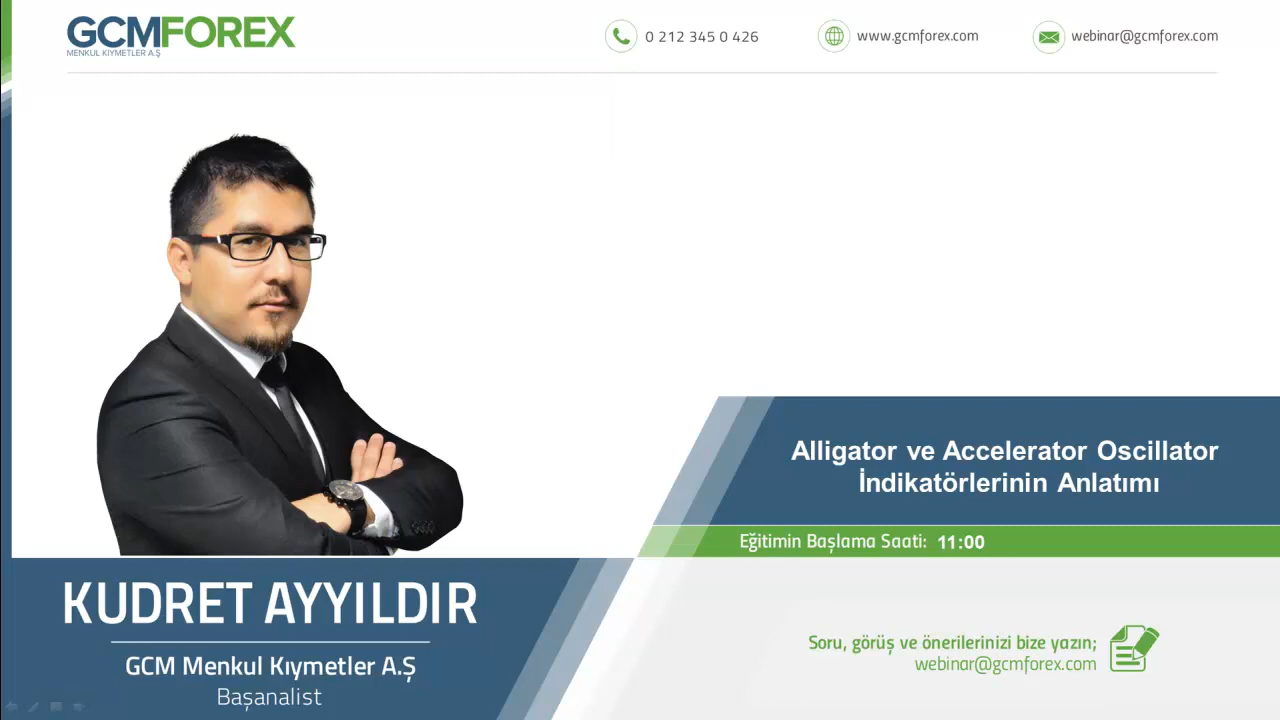 GCMFOREX
MENKUL KIYMETLER A.Ş
0 212 345 0 426
www.gcmforex.com
webinar@gcmforex.com
Alligator ve Accelerator Oscillator
İndikatörlerinin Anlatımı
Eğitimin Başlama Saati: 11:00
KUDRET AYYILDIR
GCM Menkul Kıymetler A.Ş
Başanalist
Soru, görüş ve önerilerinizi bize yazın;
webinar@gcmforex.com